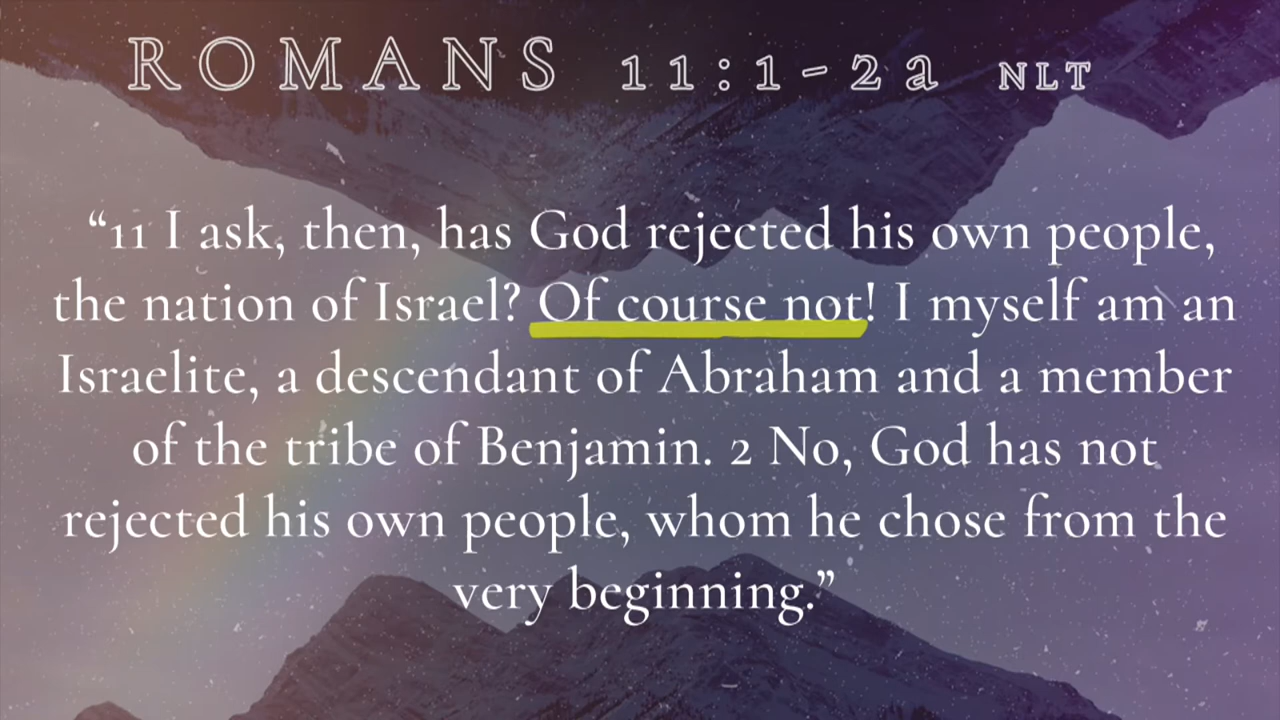 ROMANS 11:1-2a NLT
“11 I ask, then, has God rejected his own people,
the nation of Israel? Of course not! I myself am an
Israelite, a descendant of Abraham and a member
of the tribe of Benjamin. 2 No, God has not
rejected his own people, whom he chose from the
very beginning.”